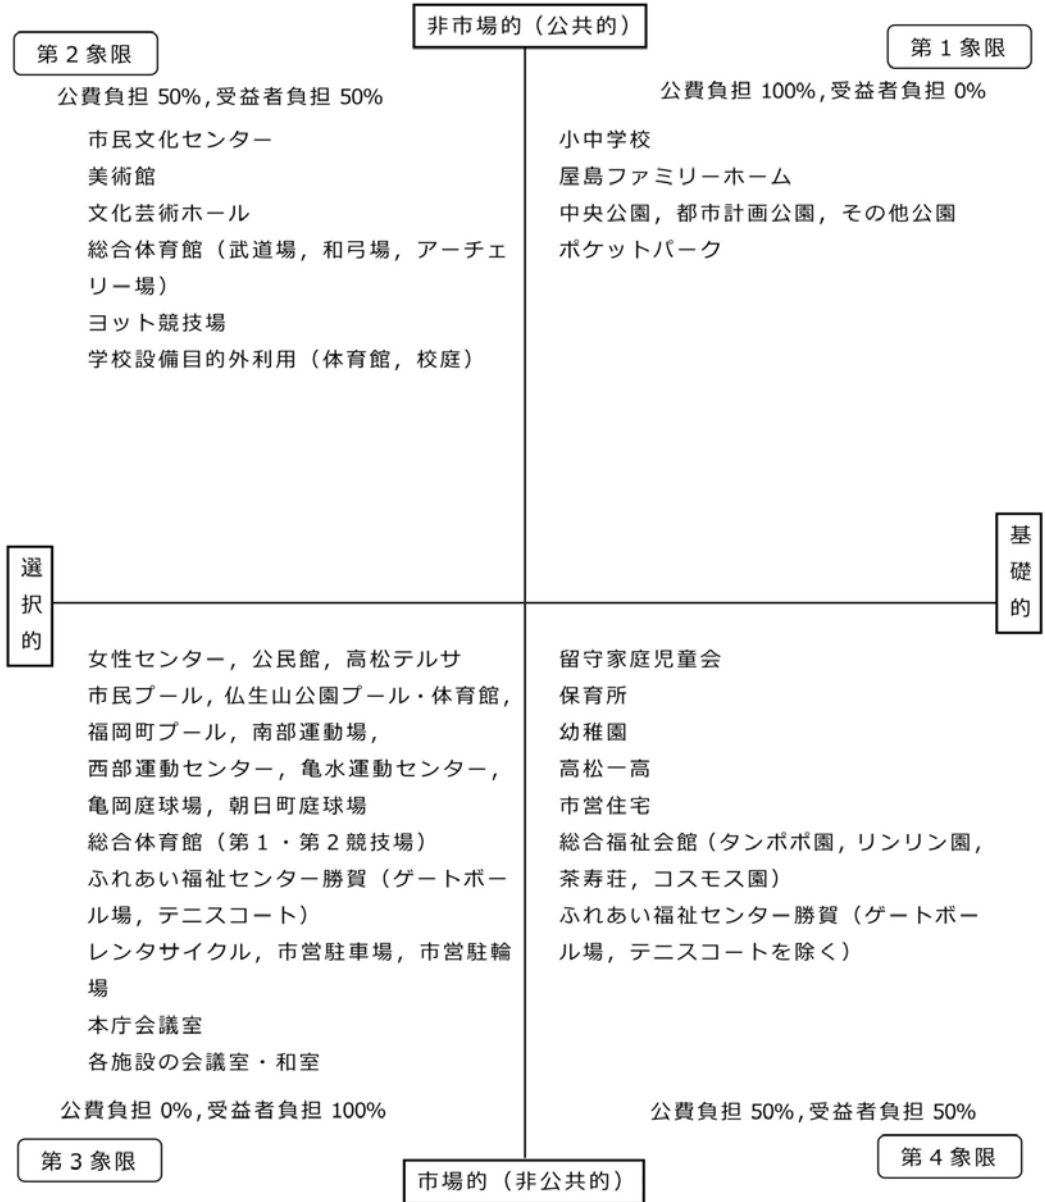 非市場的（公共的）
第２象限
公費負担 50%，受益者負担 50%
市民文化センター
美術館
文化芸術ホール
総合体育館（武道場，和弓場，アーチェ
リー場）
ヨット競技場
学校設備目的外利用（体育館，校庭）
第１象限
公費負担 100%，受益者負担 0%
小中学校
屋島ファミリーホーム
中央公園，都市計画公園，その他公園
ポケットパーク
選択的
基礎的
女性センター，公民館，高松テルサ
市民プール，仏生山公園プール・体育館，
福岡町プール，南部運動場，
西部運動センター，亀水運動センター，
亀岡庭球場，朝日町庭球場
総合体育館（第１・第２競技場）
ふれあい福祉センター勝賀（ゲートボー
ル場，テニスコート）
レンタサイクル，市営駐車場，市営駐輪
場
本庁会議室
各施設の会議室・和室
公費負担 0%，受益者負担 100%
第３象限
留守家庭児童会
保育所
幼稚園
高松一高
市営住宅
総合福祉会館（タンポポ園，リンリン園，
茶寿荘，コスモス園）
ふれあい福祉センター勝賀（ゲートボー
ル場，テニスコートを除く）
公費負担 50%，受益者負担 50%
第４象限
市場的（非公共的）